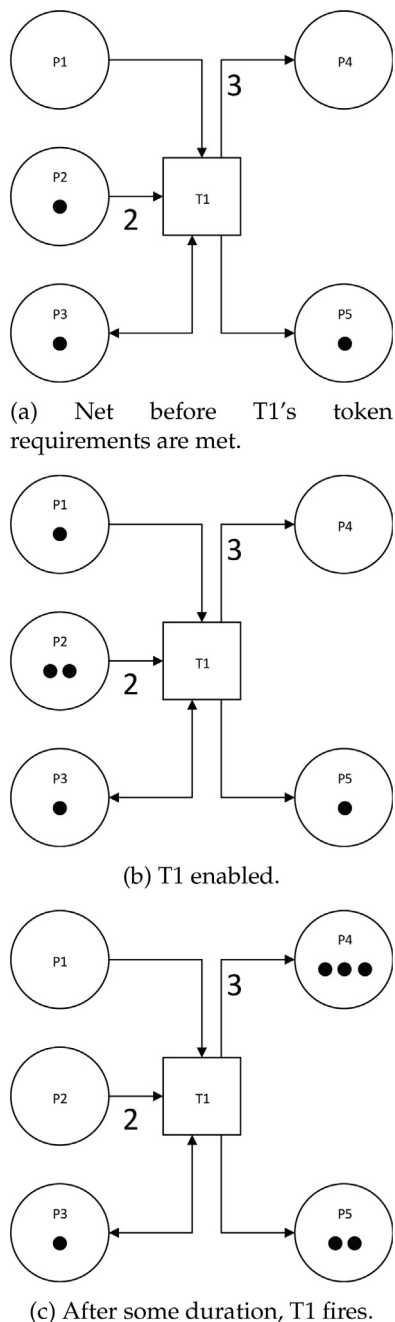 P1
P4
3
P2
T1
2
P3
P5
(a) Net before T1’s token
requirements are met.
P1
P4
3
P2
T1
2
P3
P5
(b) T1 enabled.
P1
P4
3
P2
T1
2
P3
P5
(c) After some duration, T1 fires.